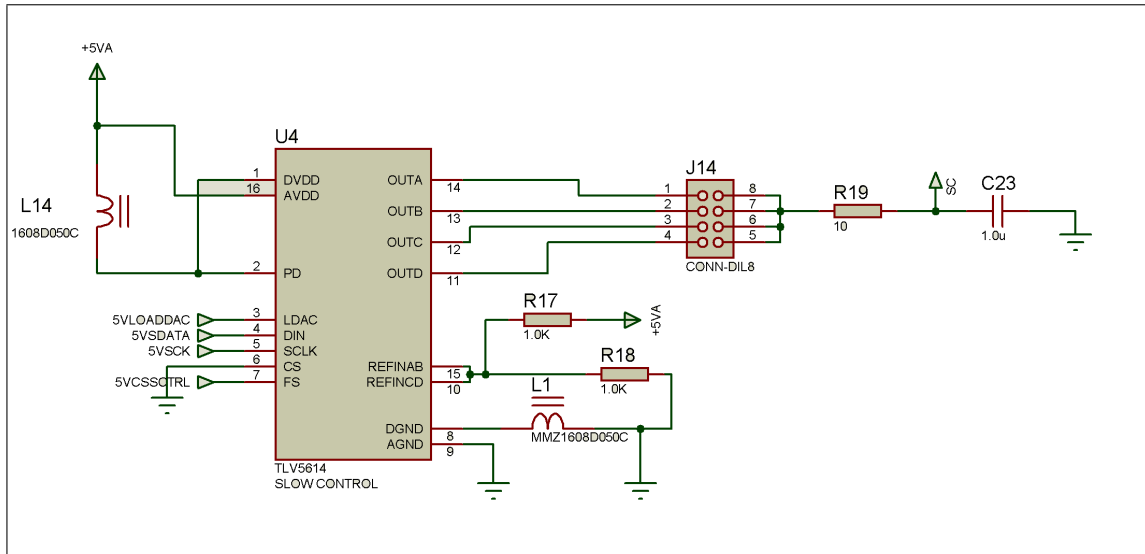 +5VA
U4
J14
SC
C23
R19
L14
1608D050C
1
16
DVDD
AVDD
OUTA
14
1
8
OUTB
13
2
7
10
1.0u
3
6
OUTC
12
4
5
2
PD
OUTD
11
CONN-DIL8
R17
1.0K
+5VA
5VLOADDAC
3
LDAC
5VSDATA
4
DIN
5VSCK
5
SCLK
R18
1.0K
6
CS
REFINAB
15
5VCSSCTRL
7
FS
REFINCD
10
L1
MMZ1608D050C
DGND
8
AGND
9
TLV5614
SLOW CONTROL